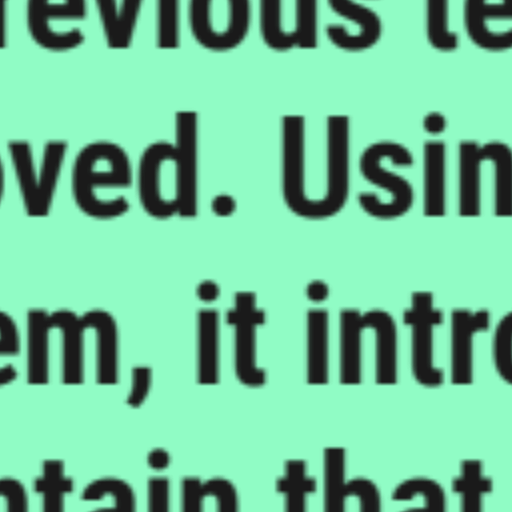 revious te
oved. Usin
em, it intro
ntain that